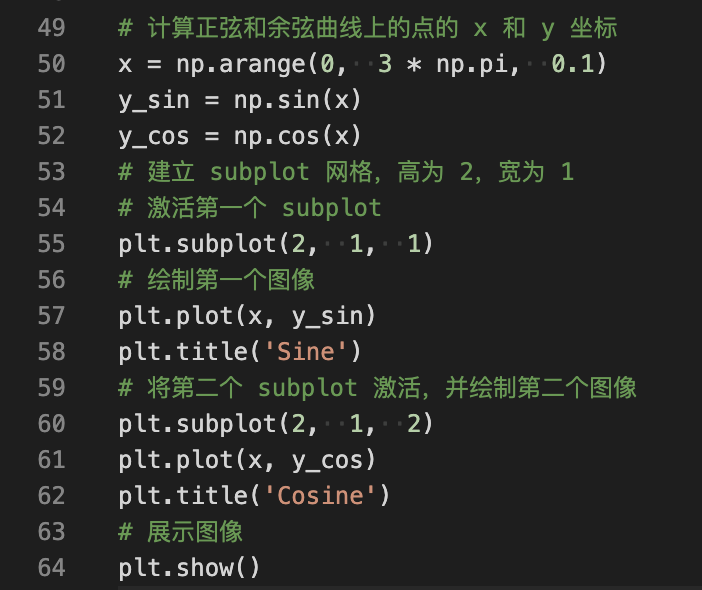 49 # 计算正弦和余弦曲线上的点的 x 和 y 坐标
50 x = np.arange(0,  3 * np.pi,  0.1)
51 y_sin = np.sin(x)
52 y_cos = np.cos(x)
53 # 建立 subplot 网格，高为 2，宽为 1
54 # 激活第一个 subplot
55 plt.subplot(2,  1,  1)
56 # 绘制第一个图像
57 plt.plot(x, y_sin)
58 plt.title('Sine')
59 # 将第二个 subplot 激活，并绘制第二个图像
60 plt.subplot(2,  1,  2)
61 plt.plot(x, y_cos)
62 plt.title('Cosine')
63 # 展示图像
64 plt.show()